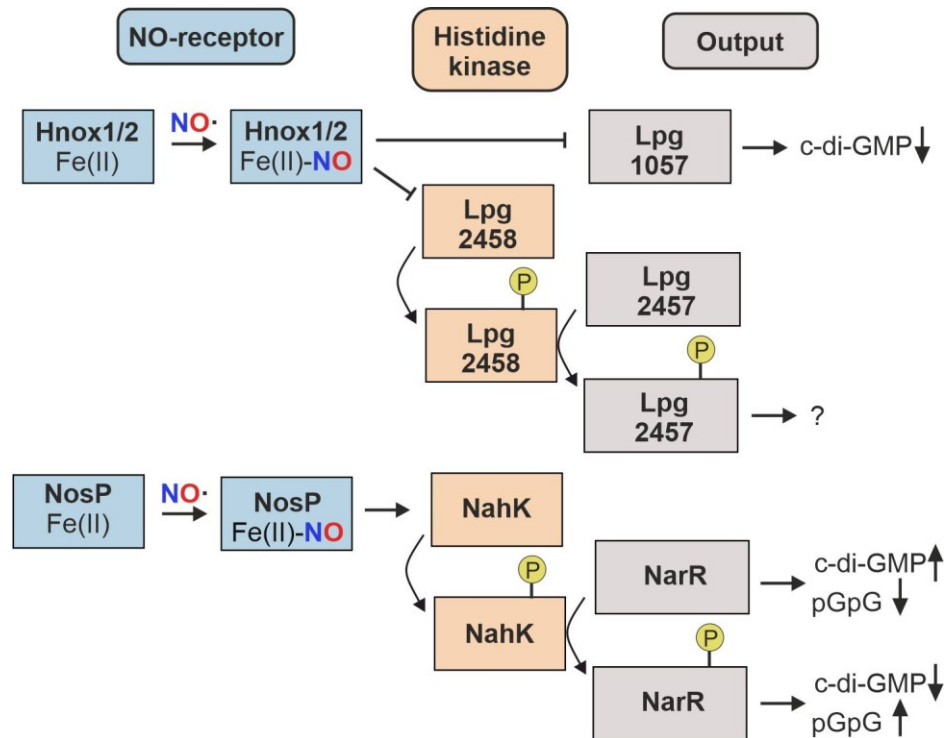 NO-receptor
Histidine
kinase
Output
Hnox1/2
Fe(II)
NO·
Hnox1/2
Fe(II)-NO
Lpg
1057
c-di-GMP
Lpg
2458
P
Lpg
2458
Lpg
2457
P
Lpg
2457
?
NosP
Fe(II)
NO·
NosP
Fe(II)-NO
NahK
P
NahK
NarR
c-di-GMP
pGpG
P
NarR
c-di-GMP
pGpG